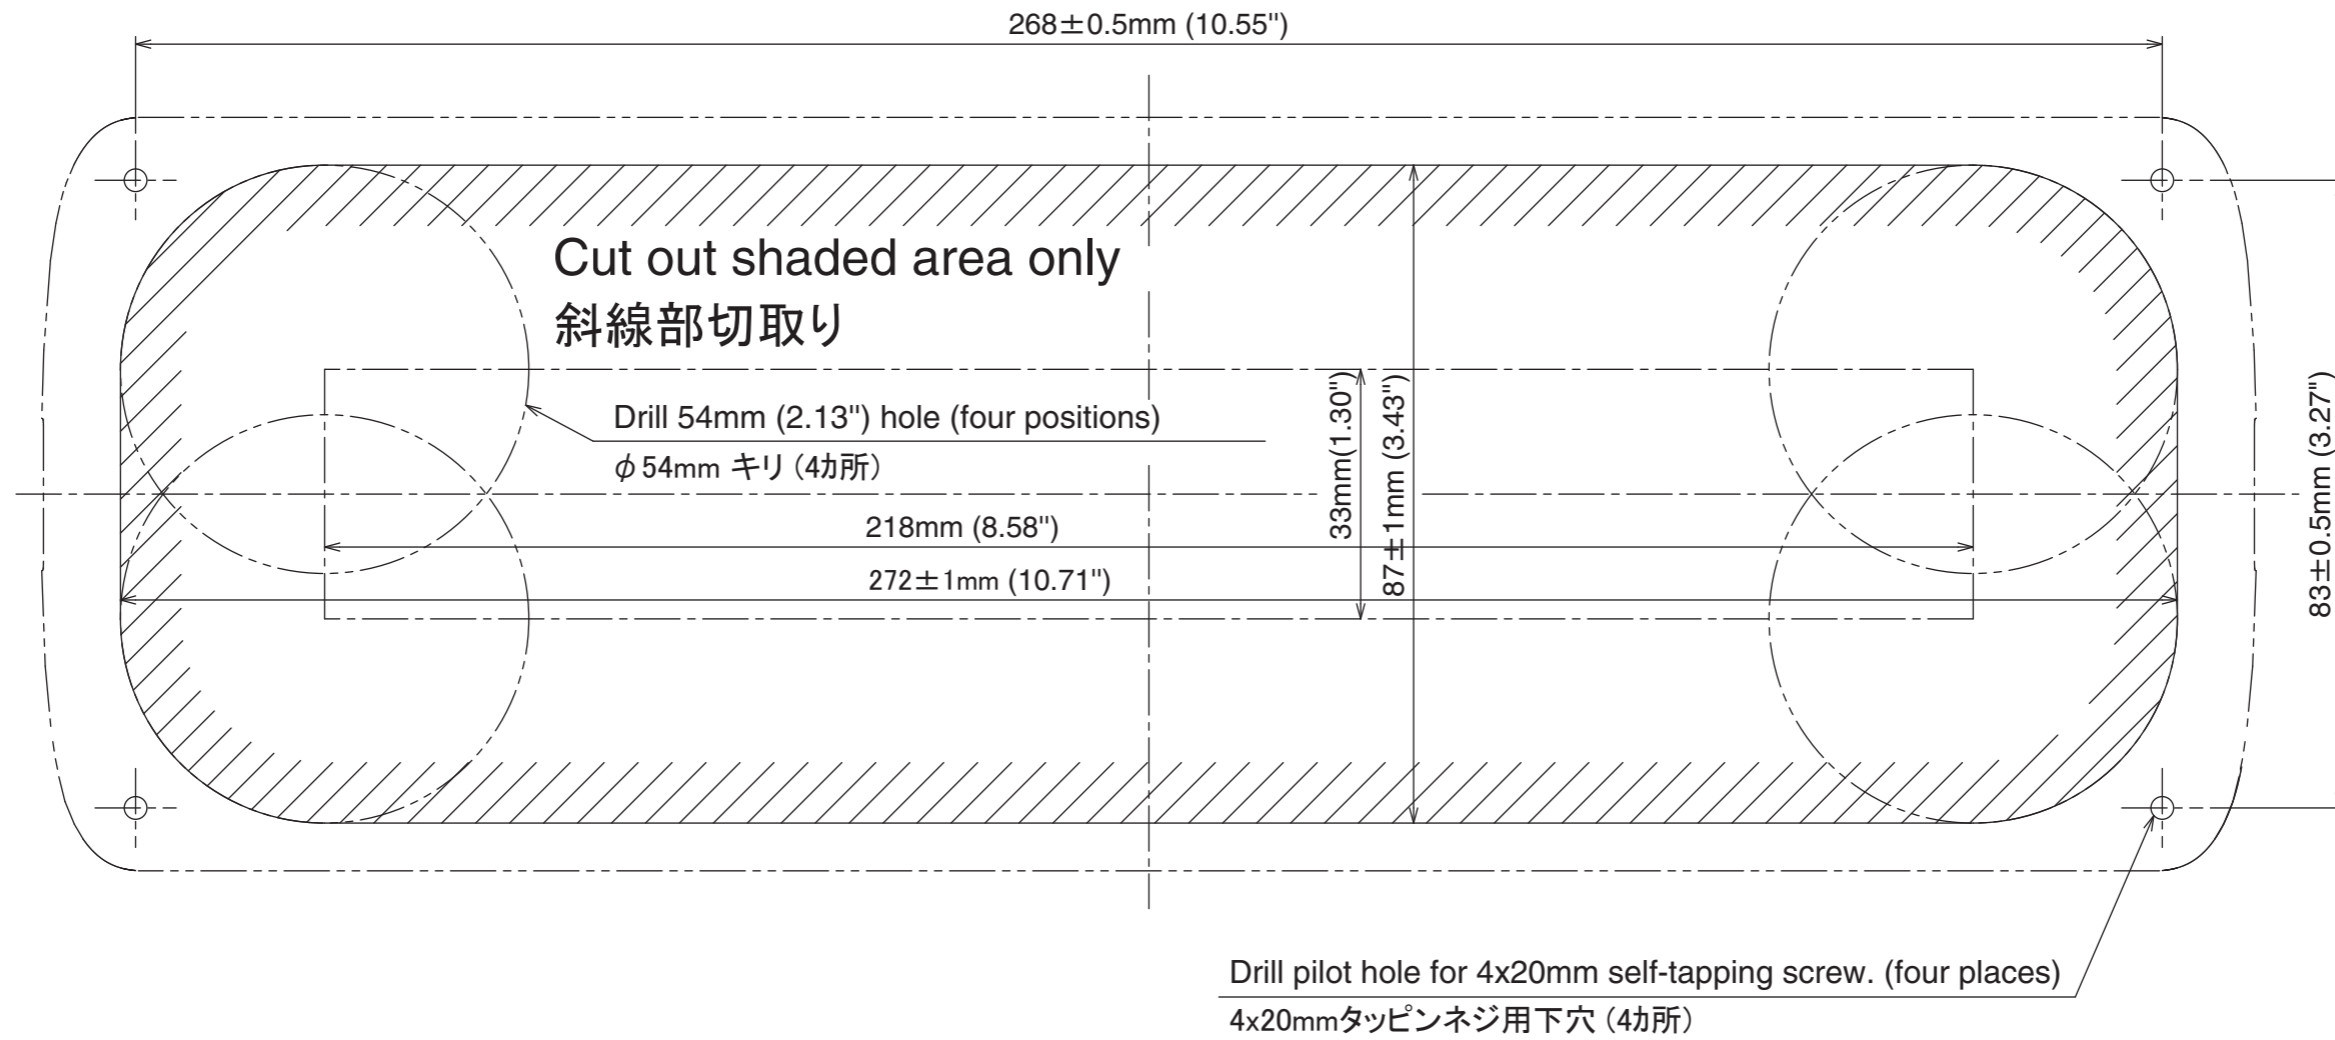 268±0.5mm (10.55")
Cut out shaded area only
斜線部切取り
33mm(1.30")
87±1mm (3.43")
83±0.5mm (3.27")
Drill 54mm (2.13") hole (four positions)
φ54mm キリ（4カ所）
218mm (8.58")
272±1mm (10.71")
Drill pilot hole for 4x20mm self-tapping screw. (four places)
4x20mmタッピンネジ用下穴（4カ所）